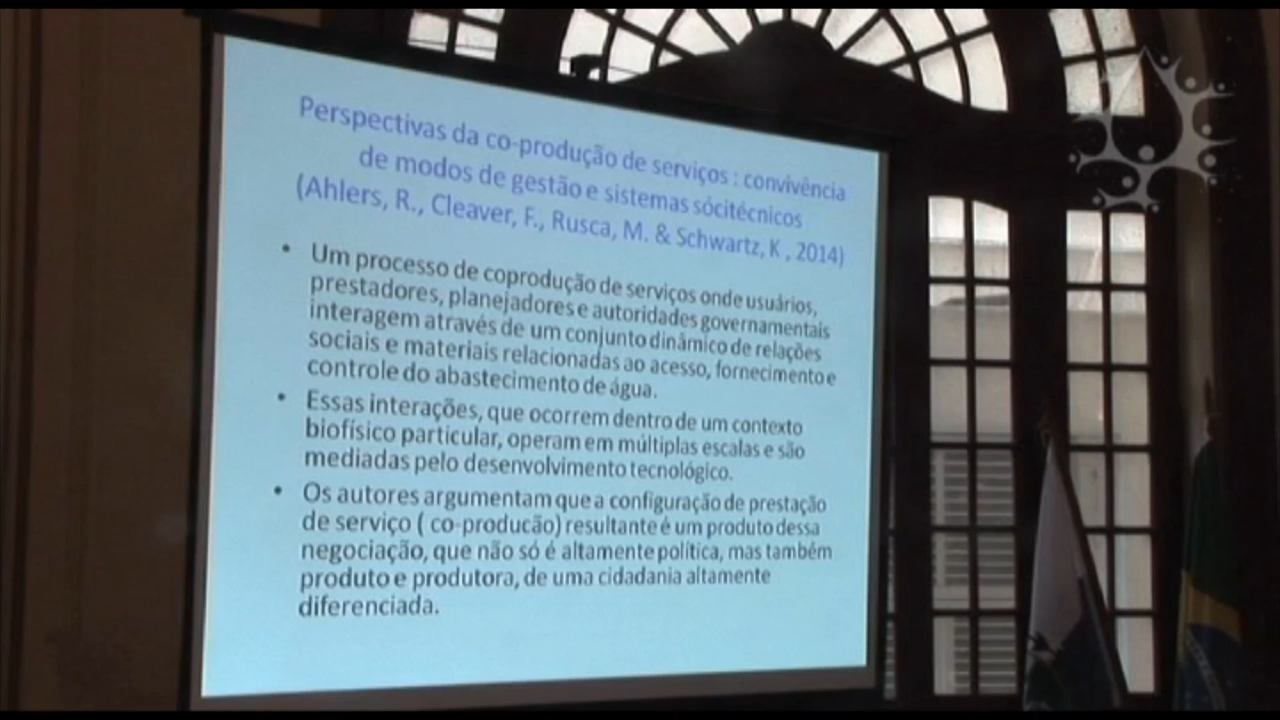 Perspectivas da co-produção de serviços : convivência
de modos de gestão e sistemas sócitécnicos
(Ahlers, R., Cleaver, F., Rusca, M. & Schwartz, K , 2014)
• Um processo de coprodução de serviços onde usuários,
prestadores, planejadores e autoridades governamentais
interagem através de um conjunto dinâmico de relações
sociais e materiais relacionadas ao acesso, fornecimento e
controle do abastecimento de água.
• Essas interações, que ocorrem dentro de um contexto
biofísico particular, operam em múltiplas escalas e são
mediadas pelo desenvolvimento tecnológico.
• Os autores argumentam que a configuração de prestação
de serviço ( co-producão) resultante é um produto dessa
negociação, que não só é altamente política, mas também
produto e produtora, de uma cidadania altamente
diferenciada.